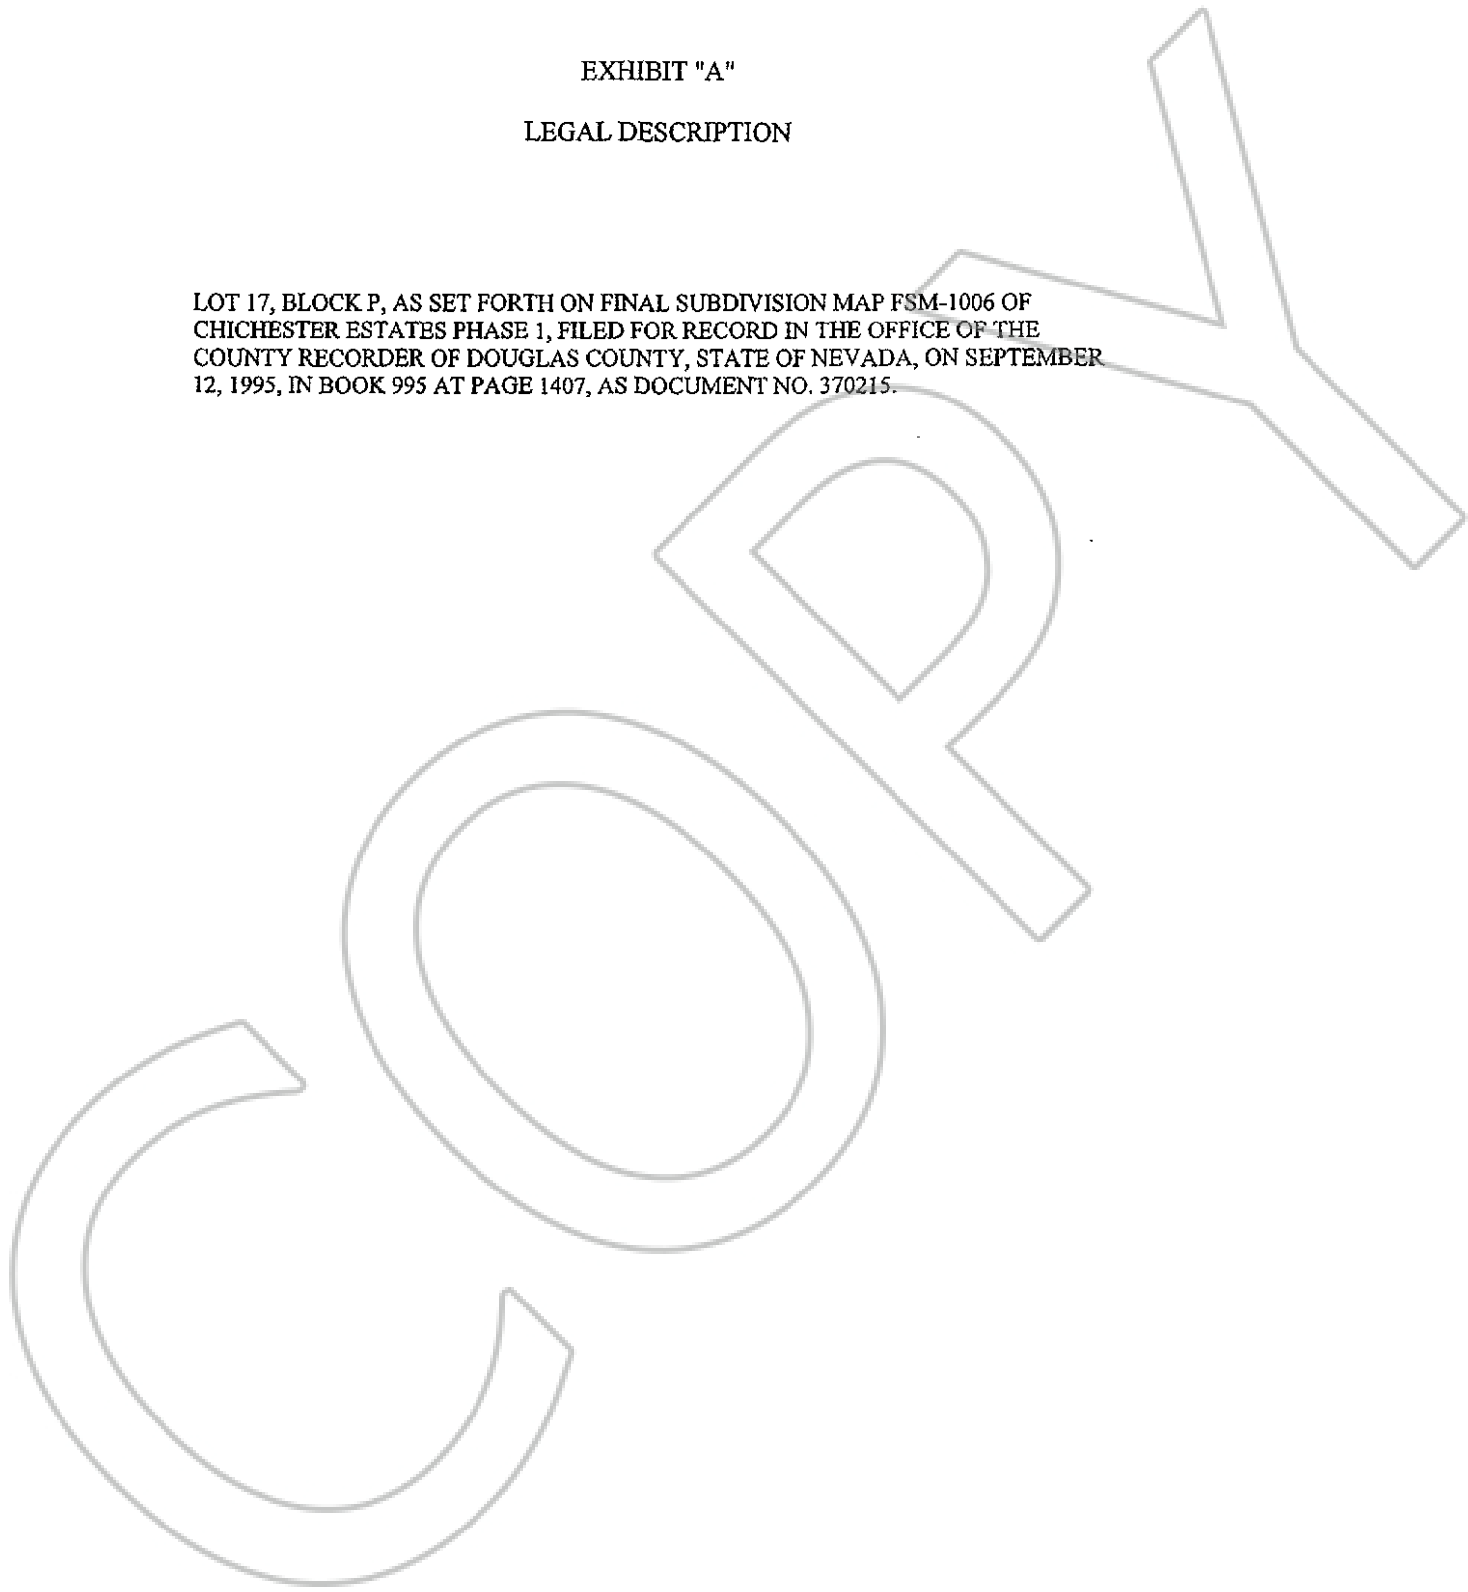 EXHIBIT "A"
LEGAL DESCRIPTION
LOT 17, BLOCK P, AS SET FORTH ON FINAL SUBDIVISION MAP FSM-1006 OF
CHICHESTER ESTATES PHASE 1, FILED FOR RECORD IN THE OFFICE OF THE
COUNTY RECORDER OF DOUGLAS COUNTY, STATE OF NEVADA, ON SEPTEMBER
12, 1995, IN BOOK 995 AT PAGE 1407, AS DOCUMENT NO. 370215.
COPY